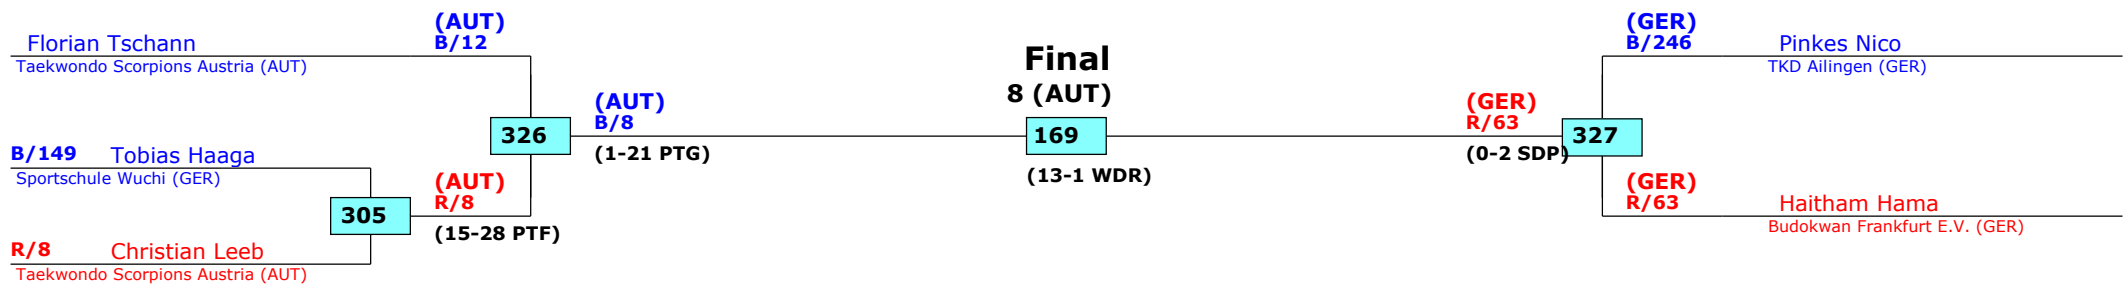 (AUT)
B/12
Florian Tschann
Taekwondo Scorpions Austria (AUT)
B/149 Tobias Haaga
Sportschule Wuchi (GER)
305
R/8 Christian Leeb
Taekwondo Scorpions Austria (AUT)
(AUT)
R/8
(15-28 PTF)
326
(AUT)
B/8
(1-21 PTG)
Final
8 (AUT)
169
(13-1 WDR)
(GER)
R/63
(0-2 SDP)
327
(GER)
B/246
Pinkes Nico
TKD Ailingen (GER)
(GER)
R/63
Haitham Hama
Budokwan Frankfurt E.V. (GER)